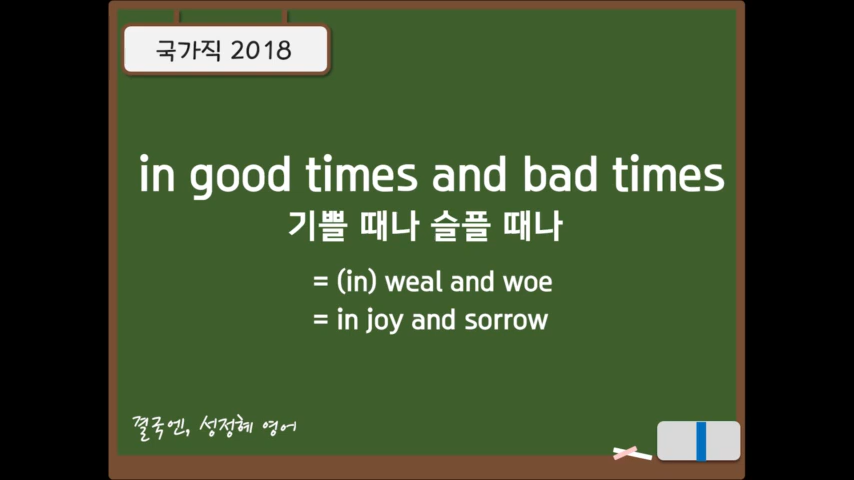 국가직 2018
in good times and bad times
기쁠 때나 슬플 때나
= (in) weal and woe
= in joy and sorrow
결국엔, 성정혜 영어